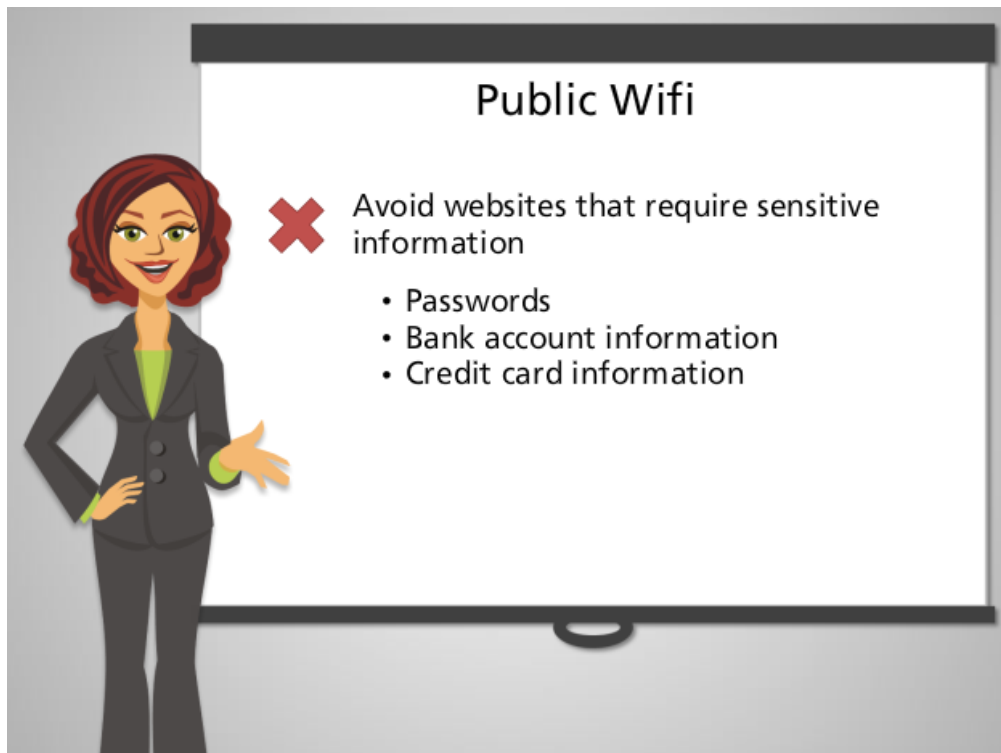 Public Wifi
Avoid websites that require sensitive
information
• Passwords
• Bank account information
• Credit card information